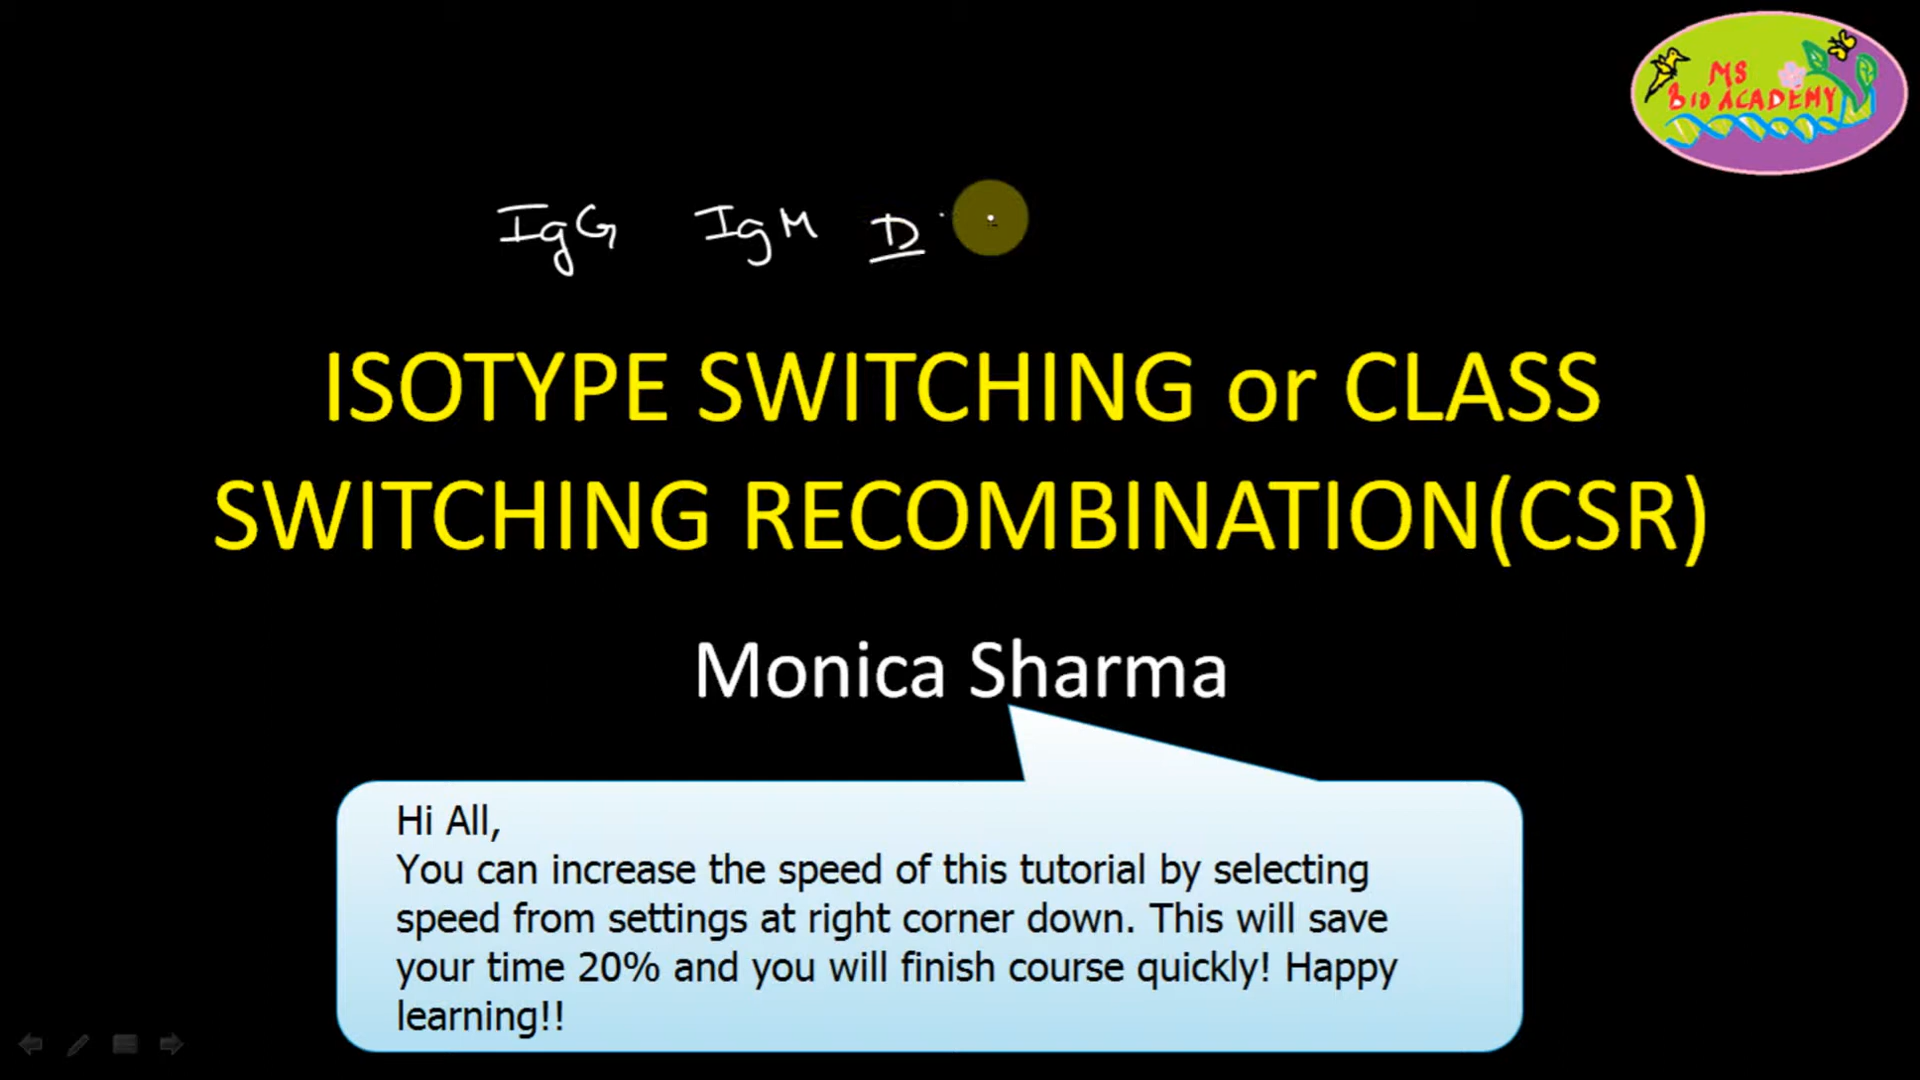 MS
BIO ACADEMY
IgG IgM D
ISOTYPE SWITCHING or CLASS
SWITCHING RECOMBINATION(CSR)
Monica Sharma
Hi All,
You can increase the speed of this tutorial by selecting
speed from settings at right corner down. This will save
your time 20% and you will finish course quickly! Happy
learning!!